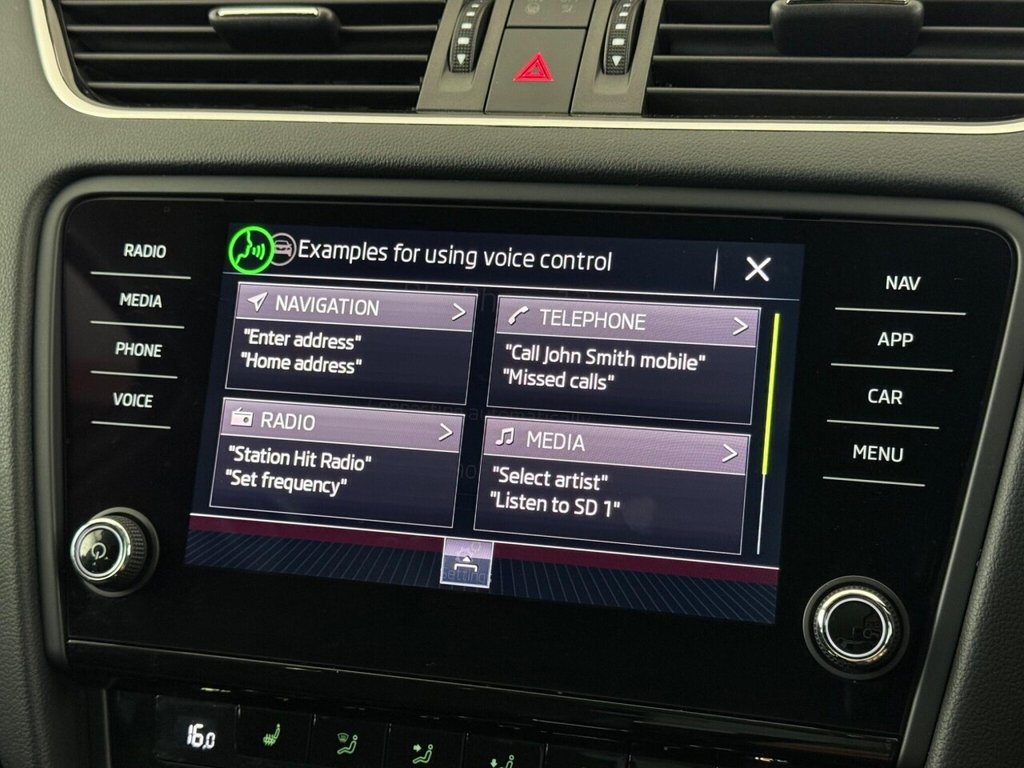 RADIO
MEDIA
PHONE
VOICE
Examples for using voice control
NAVIGATION
"Enter address"
"Home address"
TELEPHONE
"Call John Smith mobile"
"Missed calls"
RADIO
"Station Hit Radio"
"Set frequency"
MEDIA
"Select artist"
"Listen to SD 1"
NAV
APP
CAR
MENU
16.0